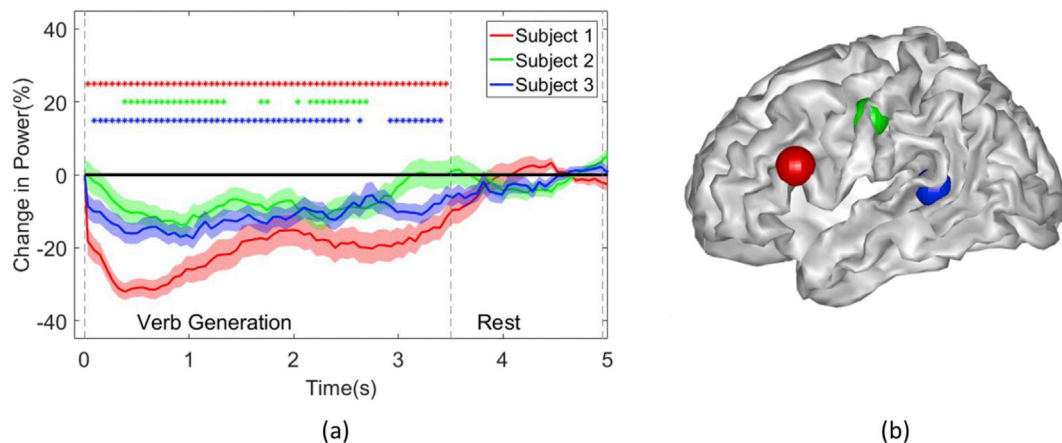 40
20
0
-20
-40
Change in Power(%)
Subject 1
Subject 2
Subject 3
Verb Generation
Rest
0 1 2 3 4 5
Time(s)
(a)
(b)